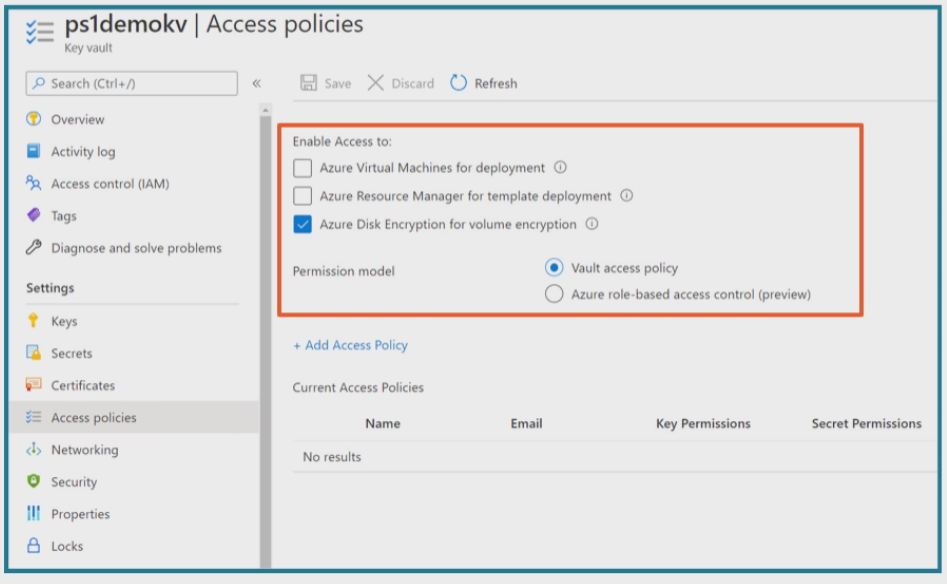 ps1demokv | Access policies
Key vault
Search (Ctrl+/)
«
Save
Discard
Refresh
Overview
Activity log
Access control (IAM)
Tags
Diagnose and solve problems
Settings
Keys
Secrets
Certificates
Access policies
Networking
Security
Properties
Locks
Enable Access to:
Azure Virtual Machines for deployment
Azure Resource Manager for template deployment
Azure Disk Encryption for volume encryption
Permission model
Vault access policy
Azure role-based access control (preview)
+ Add Access Policy
Current Access Policies
Name Email Key Permissions Secret Permissions
No results